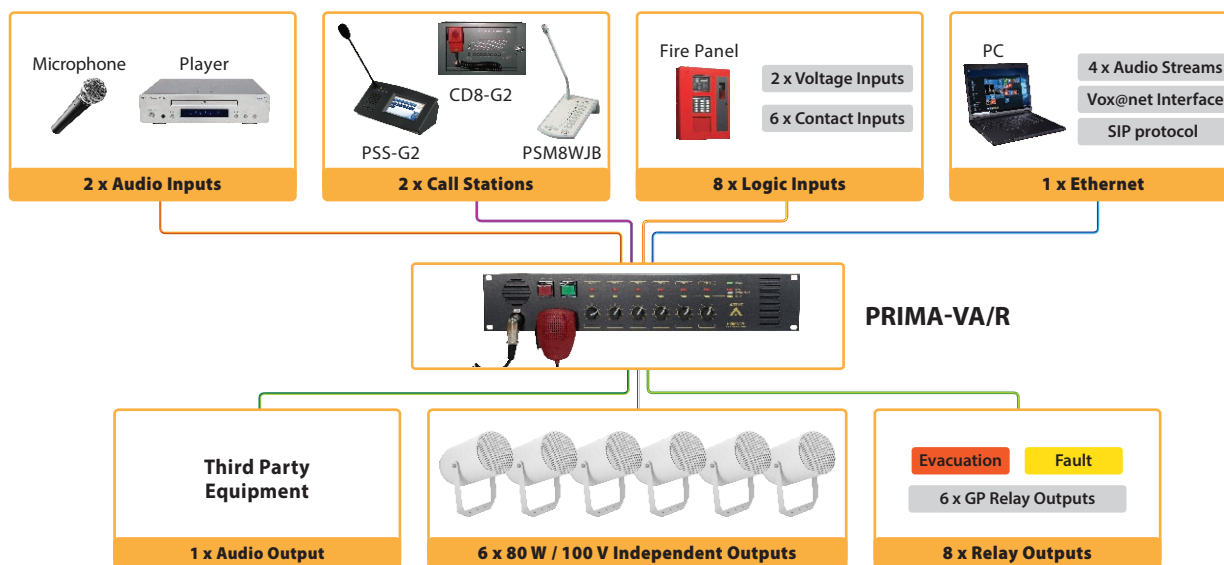 Microphone
Player
2 x Audio Inputs
CD8-G2
PSS-G2
PSM8WJB
2 x Call Stations
Fire Panel
2 x Voltage Inputs
6 x Contact Inputs
8 x Logic Inputs
PC
4 x Audio Streams
Vox@net Interface
SIP protocol
1 x Ethernet
PRIMA-VA/R
Third Party
Equipment
1 x Audio Output
6 x 80 W / 100 V Independent Outputs
Evacuation
Fault
6 x GP Relay Outputs
8 x Relay Outputs